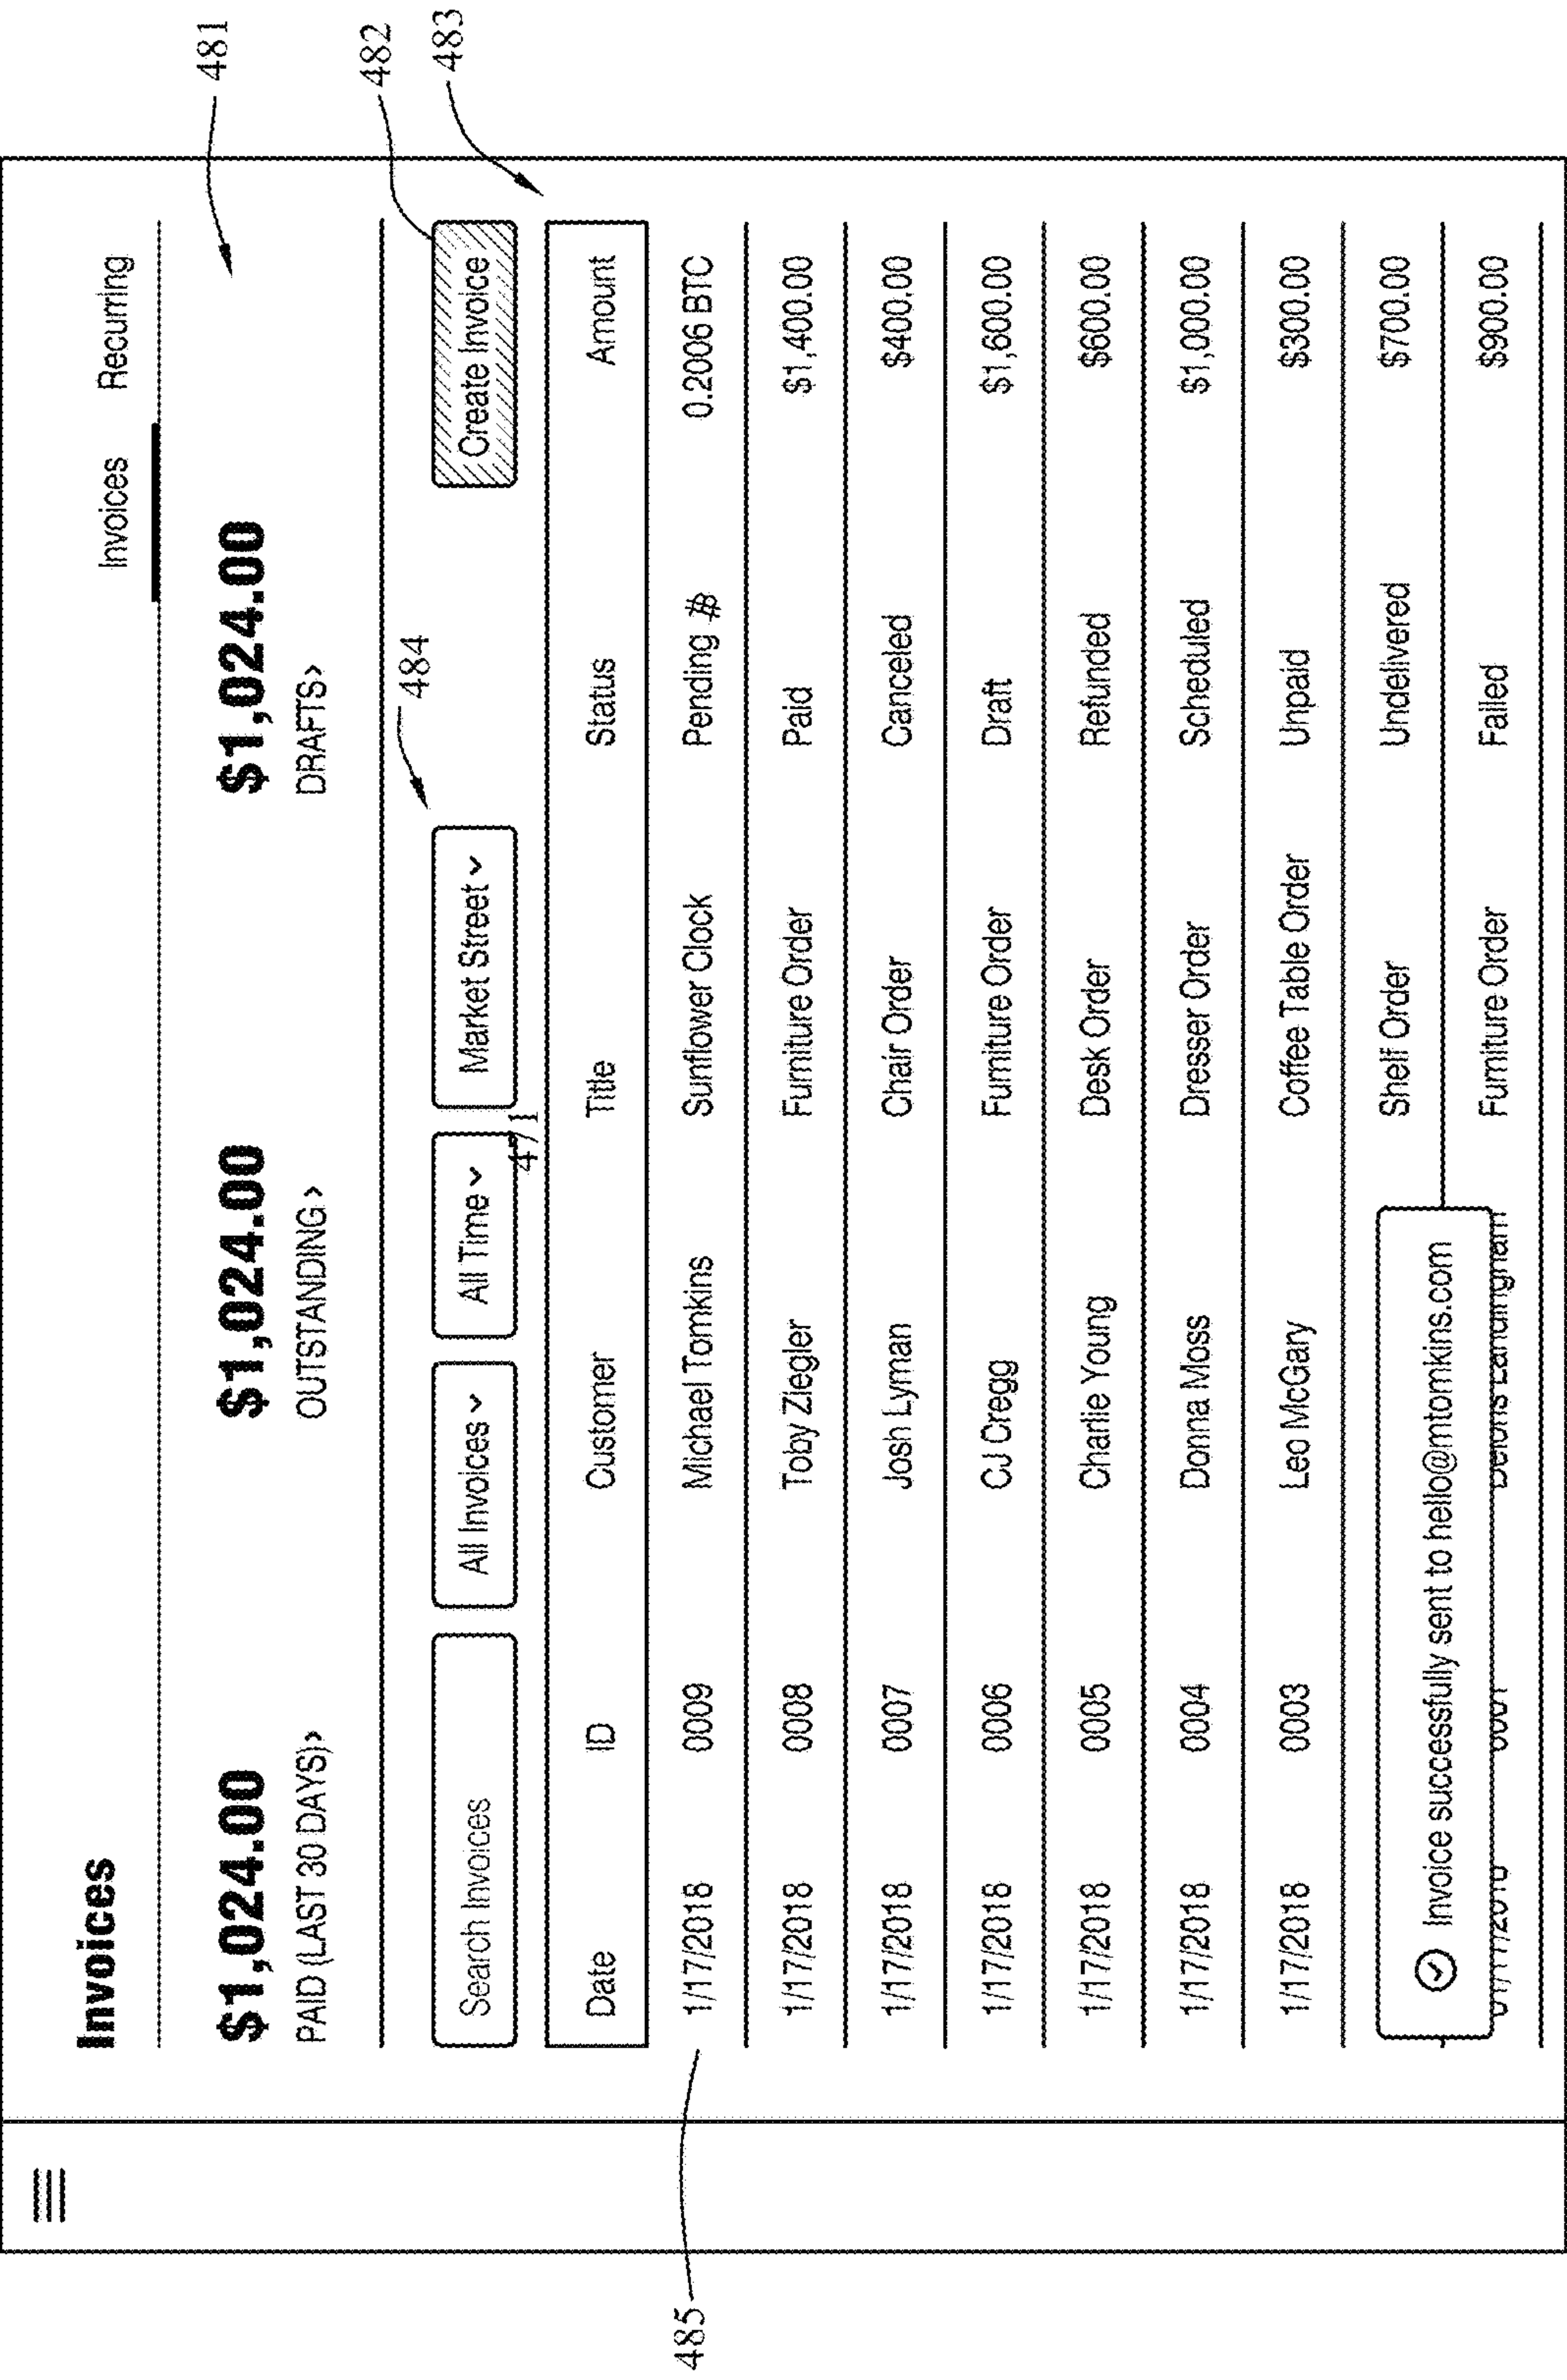 481
482
483
Invoices
Invoices Recurring
$1,024.00 $1,024.00 $1,024.00
PAID (LAST 30 DAYS)> OUTSTANDING> DRAFTS>
484
Search Invoices All Invoices All Time Market Street Create Invoice
471
Date ID Customer Title Status Amount
485
1/17/2018 0009 Michael Tomkins Sunflower Clock Pending 0.2006 BTC
1/17/2018 0008 Toby Ziegler Furniture Order Paid $1,400.00
1/17/2018 0007 Josh Lyman Chair Order Canceled $400.00
1/17/2018 0006 CJ Cregg Furniture Order Draft $1,600.00
1/17/2018 0005 Charlie Young Desk Order Refunded $600.00
1/17/2018 0004 Donna Moss Dresser Order Scheduled $1,000.00
1/17/2018 0003 Leo McGary Coffee Table Order Unpaid $300.00
Shelf Order Undelivered $700.00
Invoice successfully sent to hello@mtomkins.com
Furniture Order Failed $900.00